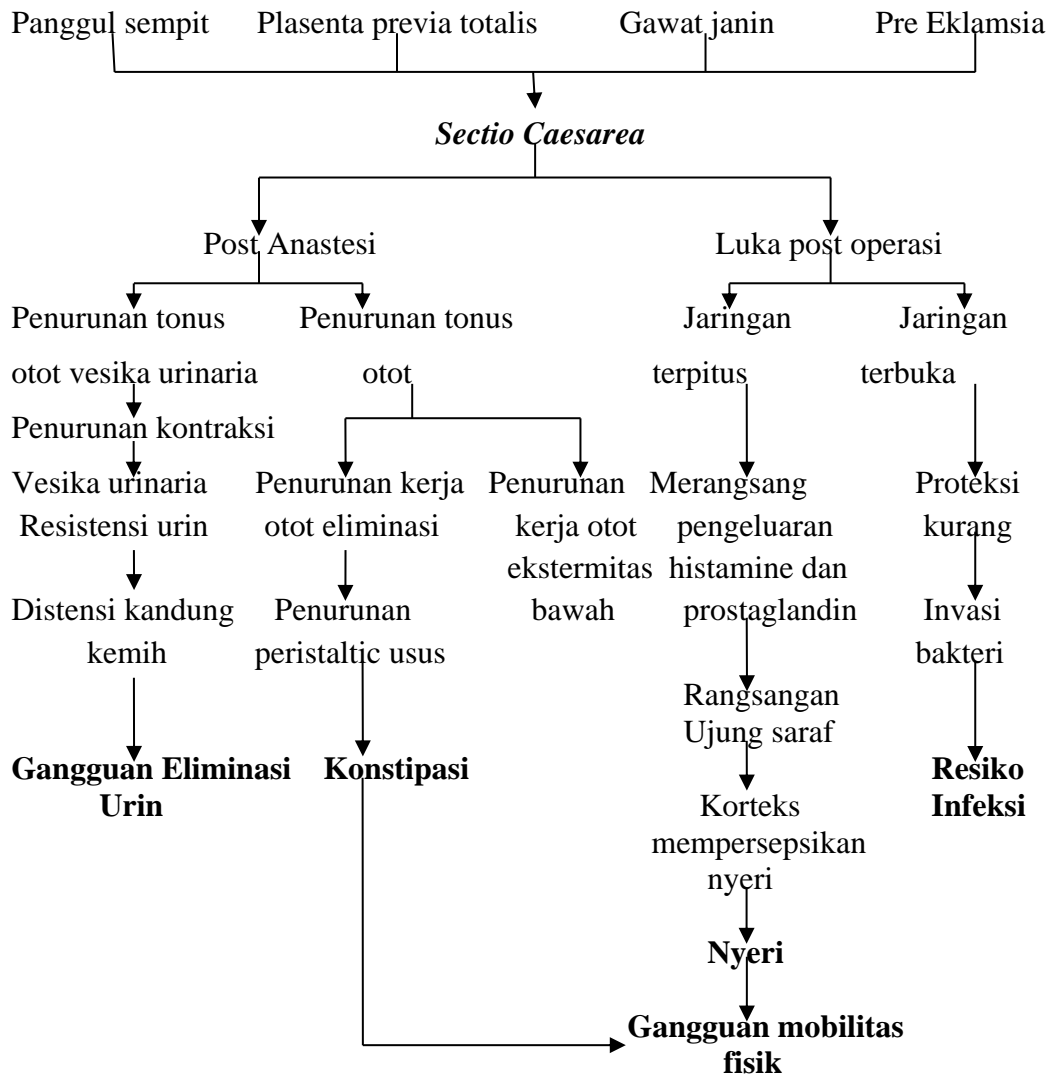 Panggul sempit Plasenta previa totalis Gawat janin Pre Eklamsia
Sectio Caesarea
Post Anastesi Luka post operasi
Penurunan tonus Penurunan tonus Jaringan Jaringan
otot vesika urinaria otot terpitus terbuka
Penurunan kontraksi
Vesika urinaria Penurunan kerja Penurunan Merangsang Proteksi
Resistensi urin otot eliminasi kerja otot pengeluaran kurang
ekstermitas histamine dan
Distensi kandung Penurunan bawah prostaglandin Invasi
kemih peristaltic usus bakteri
Rangsangan
Ujung saraf
Gangguan Eliminasi Konstipasi Resiko
Urin Korteks Infeksi
mempersepsikan
nyeri
Nyeri
Gangguan mobilitas
fisik